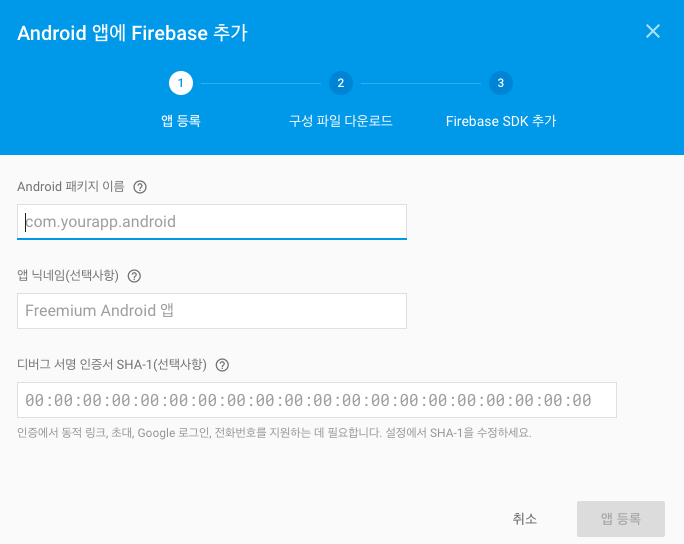 Android 앱에 Firebase 추가
1
2
3
앱 등록
구성 파일 다운로드
Firebase SDK 추가
Android 패키지 이름 ?
com.yourapp.android
앱 닉네임(선택사항) ?
Freemium Android 앱
디버그 서명 인증서 SHA-1(선택사항) ?
00:00:00:00:00:00:00:00:00:00:00:00:00:00:00:00:00:00:00:00
인증에서 동적 링크, 초대, Google 로그인, 전화번호를 지원하는 데 필요합니다. 설정에서 SHA-1을 수정하세요.
취소
앱 등록